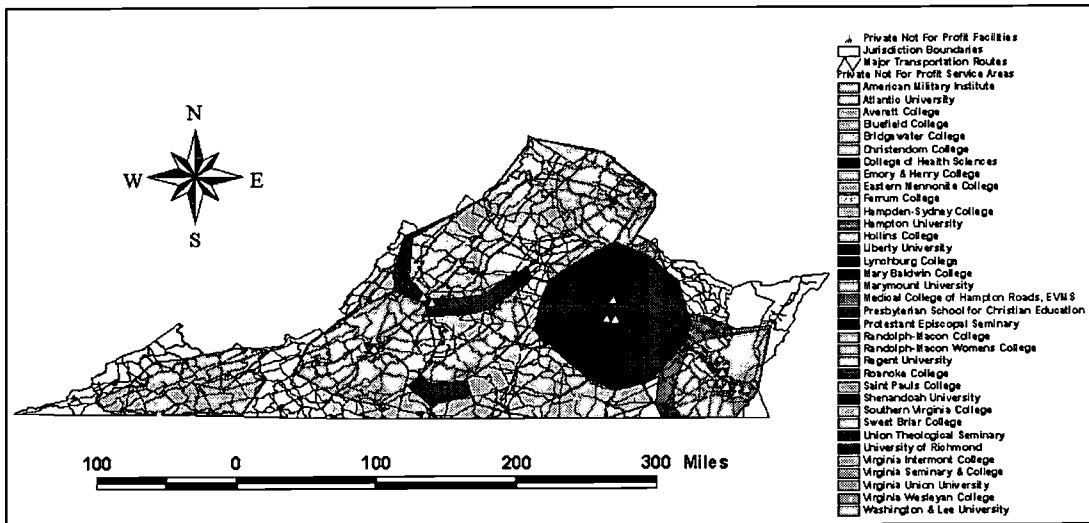 N
W E
S
100 0 100 200 300 Miles
Private Not For Profit Facilities
Jurisdiction Boundaries
Major Transportation Routes
Private Not For Profit Service Areas
American Military Institute
Atlantic University
Averett College
Bluefield College
Bridgewater College
Christendom College
College of Health Sciences
Emory & Henry College
Eastern Mennonite College
Ferrum College
Hampden-Sydney College
Hampton University
Hollins College
Liberty University
Lynchburg College
Mary Baldwin College
Marymount University
Medical College of Hampton Roads, EVMS
Presbyterian School for Christian Education
Protestant Episcopal Seminary
Randolph-Macon College
Randolph-Macon Womens College
Regent University
Roanoke College
Saint Pauls College
Shenandoah University
Southern Virginia College
Sweet Briar College
Union Theological Seminary
University of Richmond
Virginia Intermont College
Virginia Seminary & College
Virginia Union University
Virginia Wesleyan College
Washington & Lee University